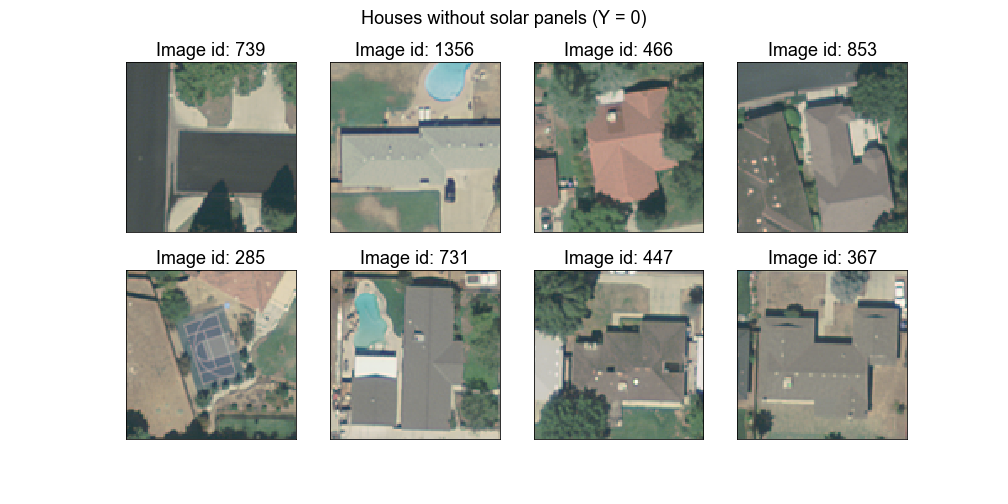 Houses without solar panels (Y = 0)
Image id: 739
Image id: 1356
Image id: 466
Image id: 853
Image id: 285
Image id: 731
Image id: 447
Image id: 367